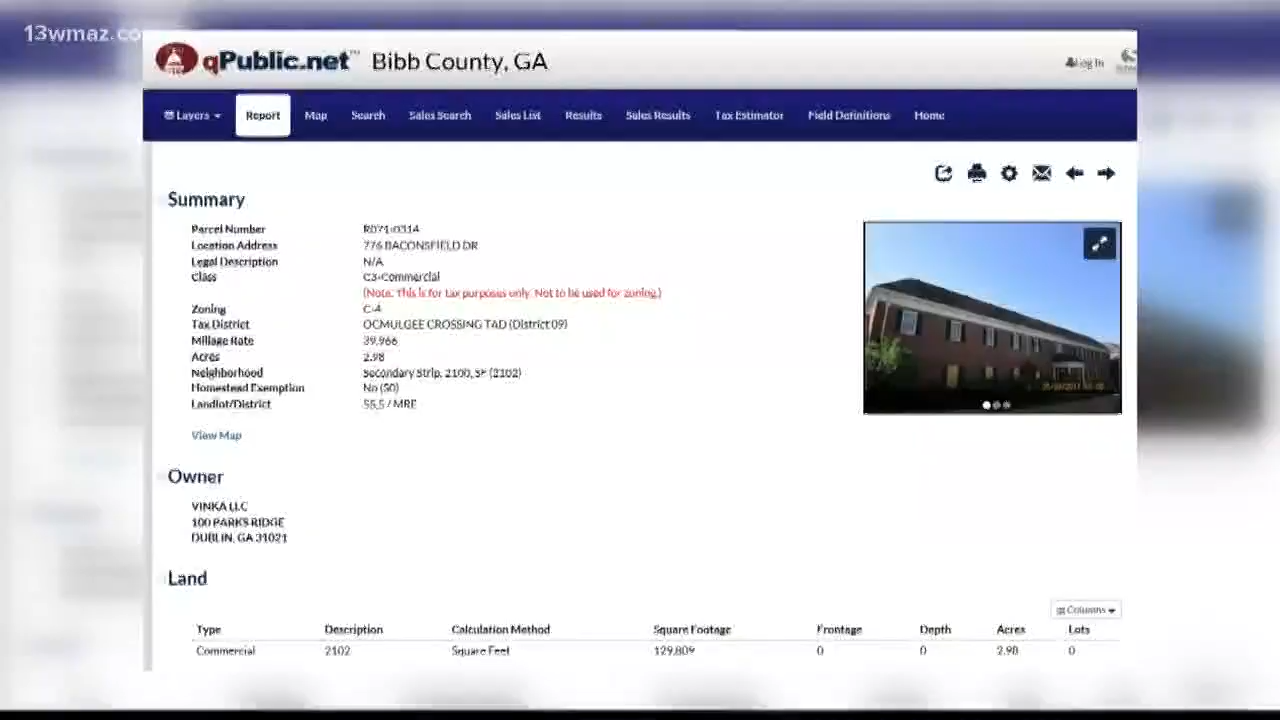 13wmaz.co
qPublic.net™ Bibb County, GA
Log In
Layers Report Map Search Sales Search Sales List Results Sales Results Tax Estimator Field Definitions Home
Summary
Parcel Number R071-0314
Location Address 776 BACONSFIELD DR
Legal Description N/A
Class C3-Commercial
(Note: This is for tax purposes only. Not to be used for zoning.)
Zoning C-4
Tax District OCMULGEE CROSSING TAD (District 09)
Millage Rate 39.966
Acres 2.98
Neighborhood Secondary Strip, 2100, SF (2102)
Homestead Exemption No (S0)
Landlot/District 55,5 / MRE
View Map
Owner
VINKA LLC
100 PARKS RIDGE
DUBLIN, GA 31021
Land
Columns
Type Description Calculation Method Square Footage Frontage Depth Acres Lots
Commercial 2102 Square Feet 129,809 0 0 2.98 0